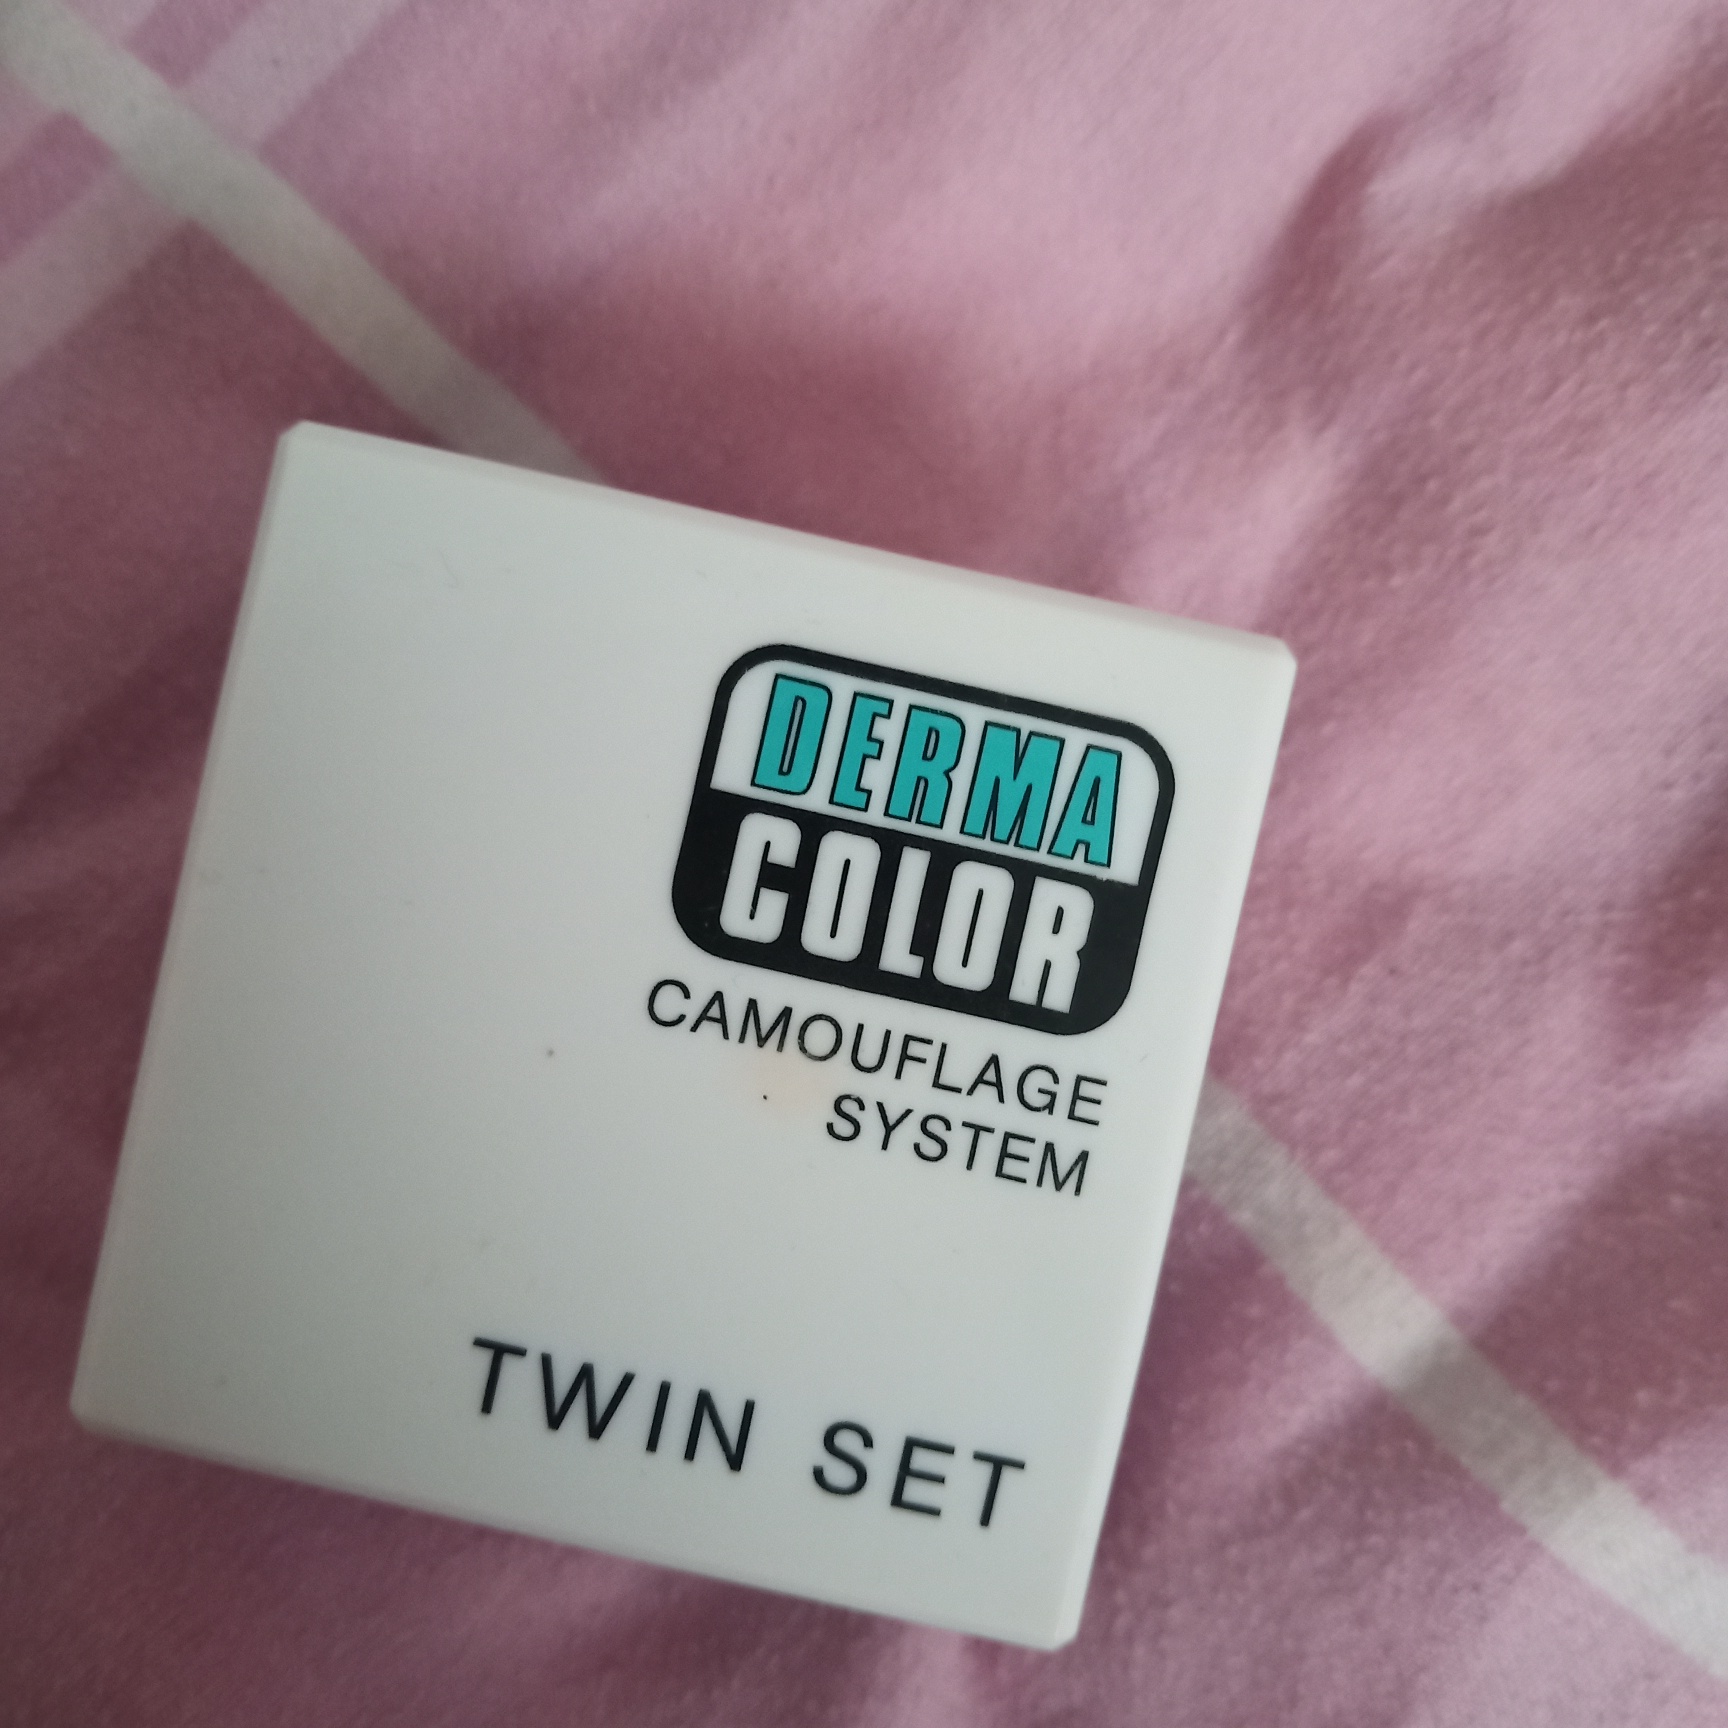 DERMA
COLOR
CAMOUFLAGE
SYSTEM
TWIN SET